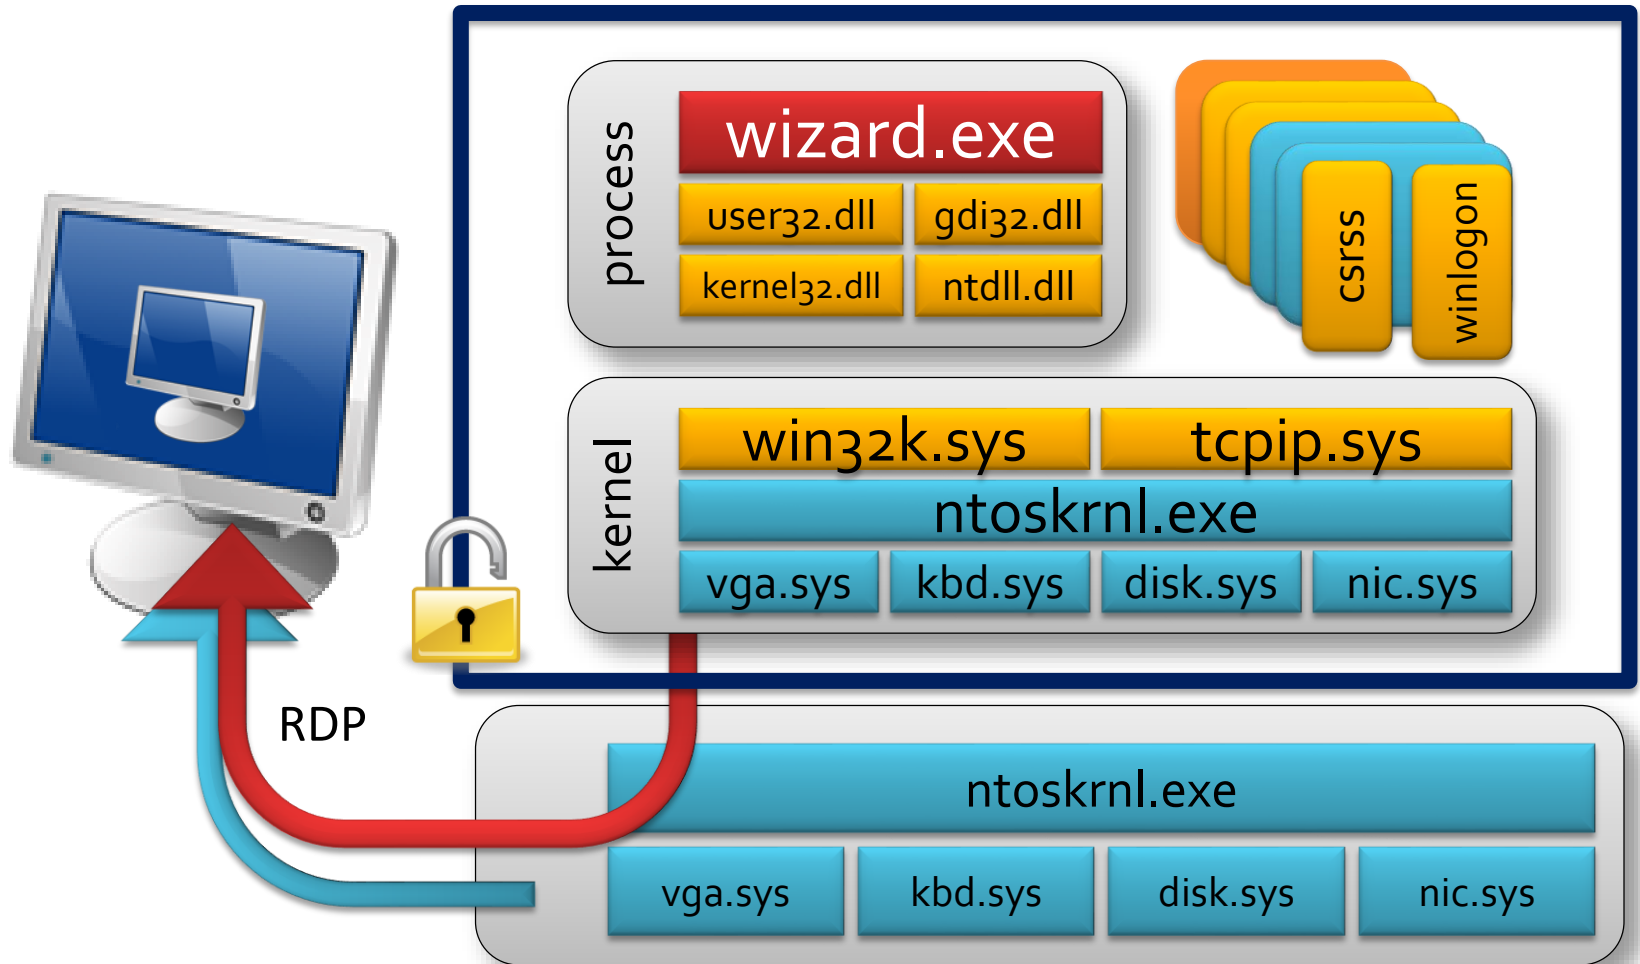 process
wizard.exe
user32.dll gdi32.dll
kernel32.dll ntdll.dll
csrss
winlogon
kernel
win32k.sys tcpip.sys
ntoskrnl.exe
vga.sys kbd.sys disk.sys nic.sys
RDP
ntoskrnl.exe
vga.sys kbd.sys disk.sys nic.sys